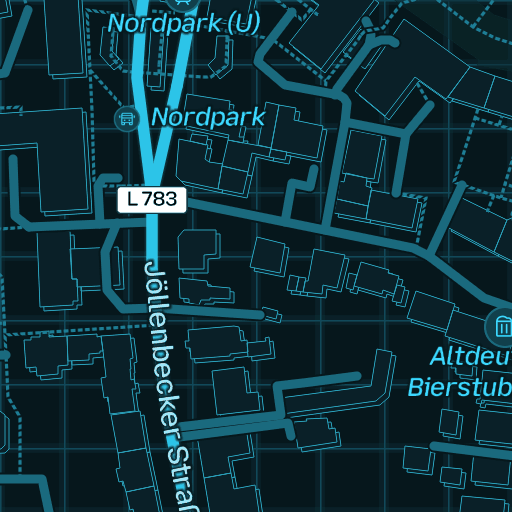 Nordpark (U)
Nordpark
L 783
Jöllenbecker Straß
Altdeu
Bierstub